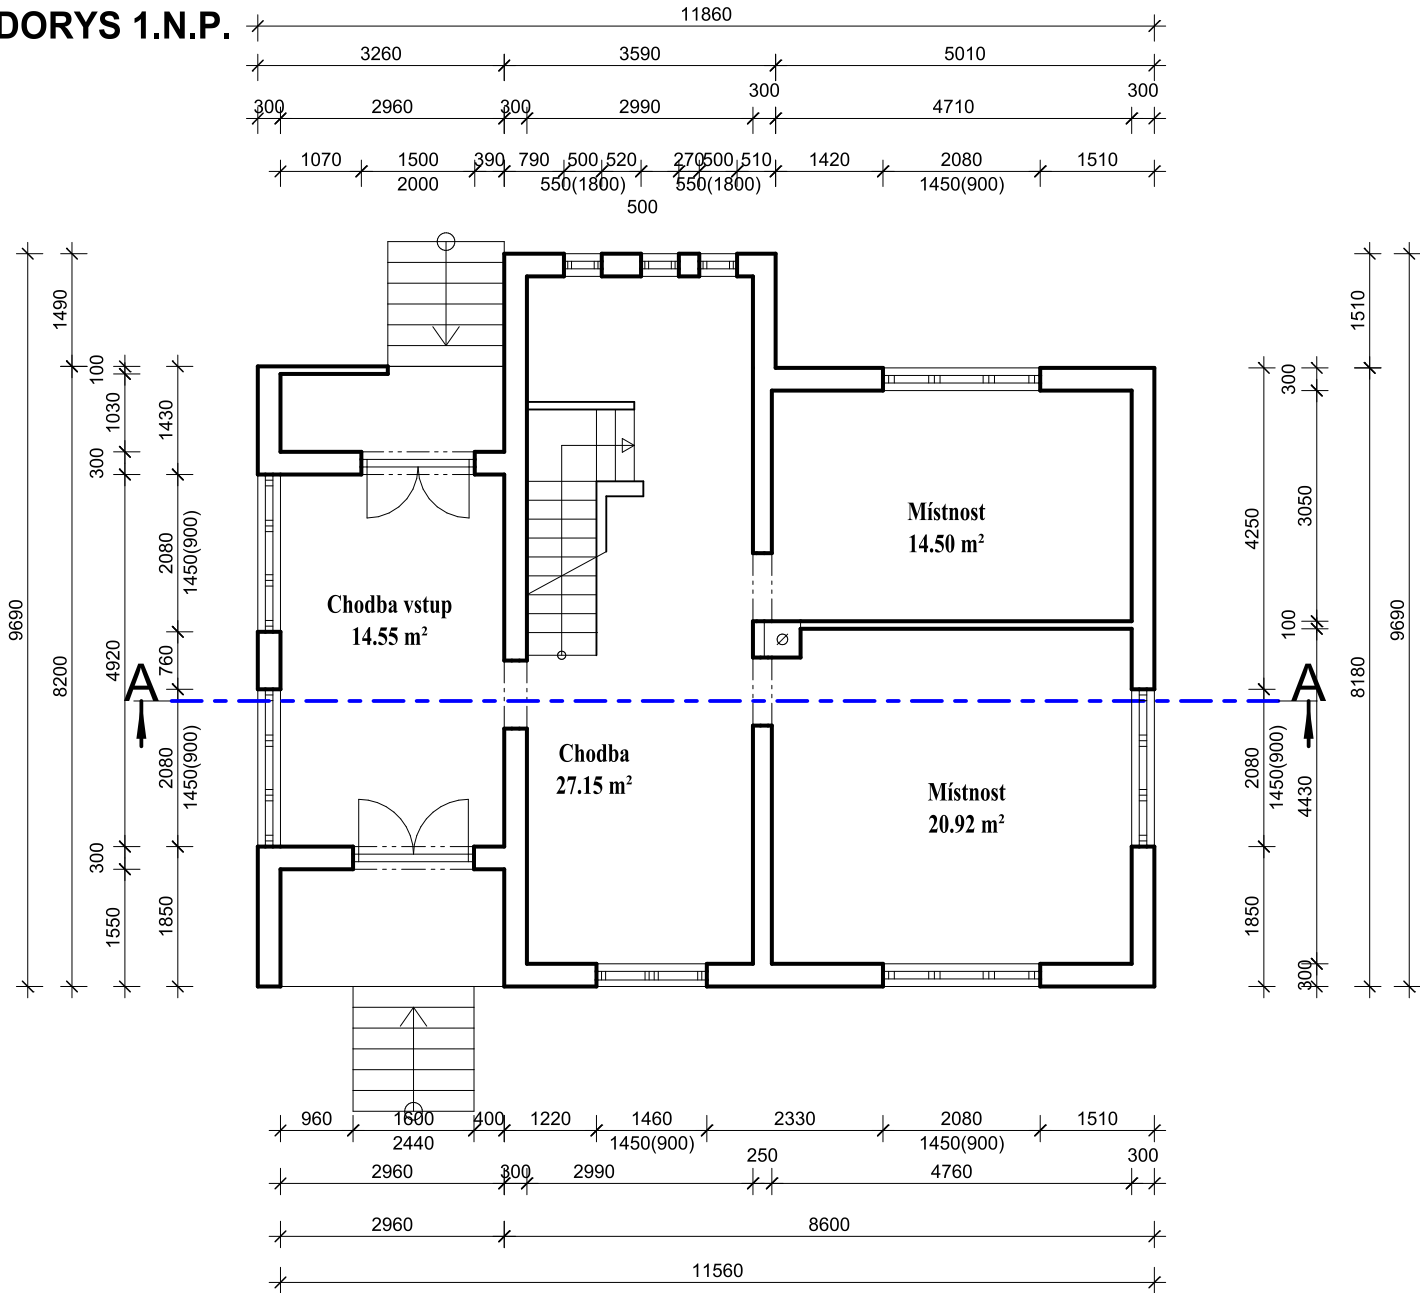 DORYS 1.N.P.
11860
3260 3590 5010
300 2960 300 2990 300 4710 300
1070 1500 390 790 500 520 270 500 510 1420 2080 1510
2000 550(1800) 550(1800) 1450(900)
500
9690
8200
1490
100
1030
300
4920
300
1550
1430
2080
1450(900)
760
2080
1450(900)
1850
Místnost
14.50 m²
Chodba vstup
14.55 m²
A
A
Chodba
27.15 m²
Místnost
20.92 m²
4250
2080
1450(900)
1850
300
3050
100
4430
300
1510
8180
9690
960 1600 400 1220 1460 2330 2080 1510
2440 1450(900) 1450(900)
2960 300 2990 250 4760 300
2960 8600
11560